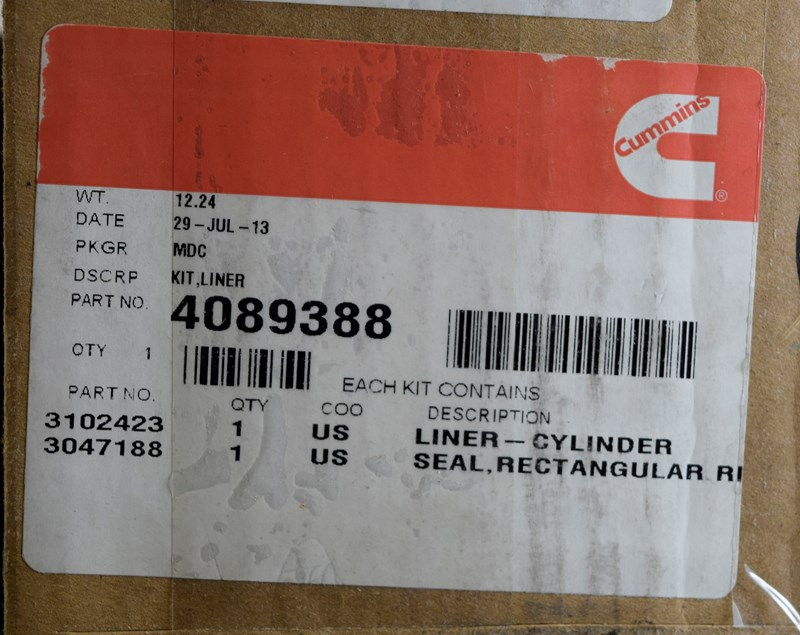 Cummins
®
WT. 12.24
DATE 29-JUL-13
PKGR MDC
DSCRP KIT,LINER
PART NO. 4089388
QTY 1
EACH KIT CONTAINS
PART NO. QTY COO DESCRIPTION
3102423 1 US LINER-CYLINDER
3047188 1 US SEAL,RECTANGULAR RI